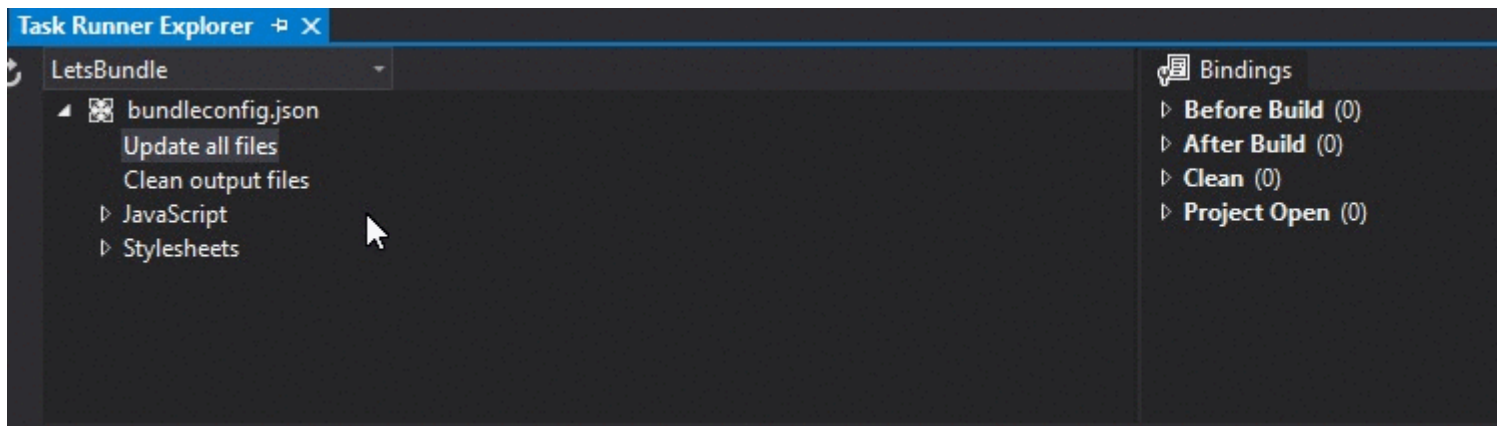 Task Runner Explorer
LetsBundle
bundleconfig.json
Update all files
Clean output files
JavaScript
Stylesheets
Bindings
Before Build (0)
After Build (0)
Clean (0)
Project Open (0)